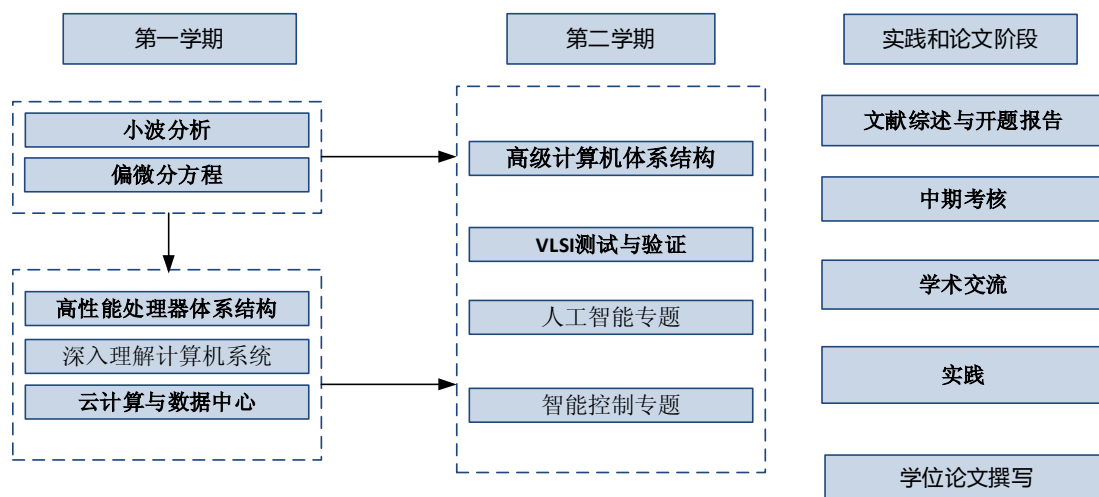 第一学期
第二学期
实践和论文阶段
小波分析
偏微分方程
高性能处理器体系结构
深入理解计算机系统
云计算与数据中心
高级计算机体系结构
VLSI测试与验证
人工智能专题
智能控制专题
文献综述与开题报告
中期考核
学术交流
实践
学位论文撰写